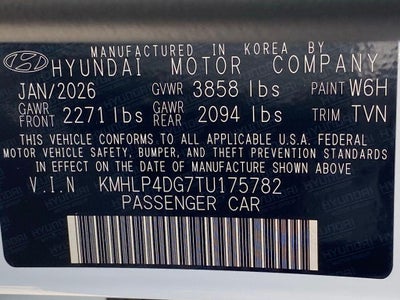 MANUFACTURED IN KOREA BY
HYUNDAI MOTOR COMPANY
JAN/2026 GVWR 3858 lbs PAINT W6H
GAWR FRONT 2271 lbs GAWR REAR 2094 lbs TRIM TVN
THIS VEHICLE CONFORMS TO ALL APPLICABLE U.S.A. FEDERAL
MOTOR VEHICLE SAFETY, BUMPER, AND THEFT PREVENTION STANDARDS
IN EFFECT ON THE DATE OF MANUFACTURE SHOWN ABOVE
V.I.N KMHLP4DG7TU175782
PASSENGER CAR